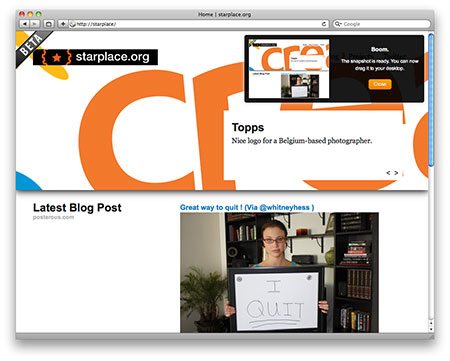 Home | starplace.org
http://starplace/
Google
BETA
{ ★ } starplace.org
Boom.
The snapshot is ready. You can now
drag it to your desktop.
Close
Topps
Nice logo for a Belgium-based photographer.
< > ↓
Latest Blog Post
posterous.com
Great way to quit ! (Via @whitneyhess )
I
QUIT